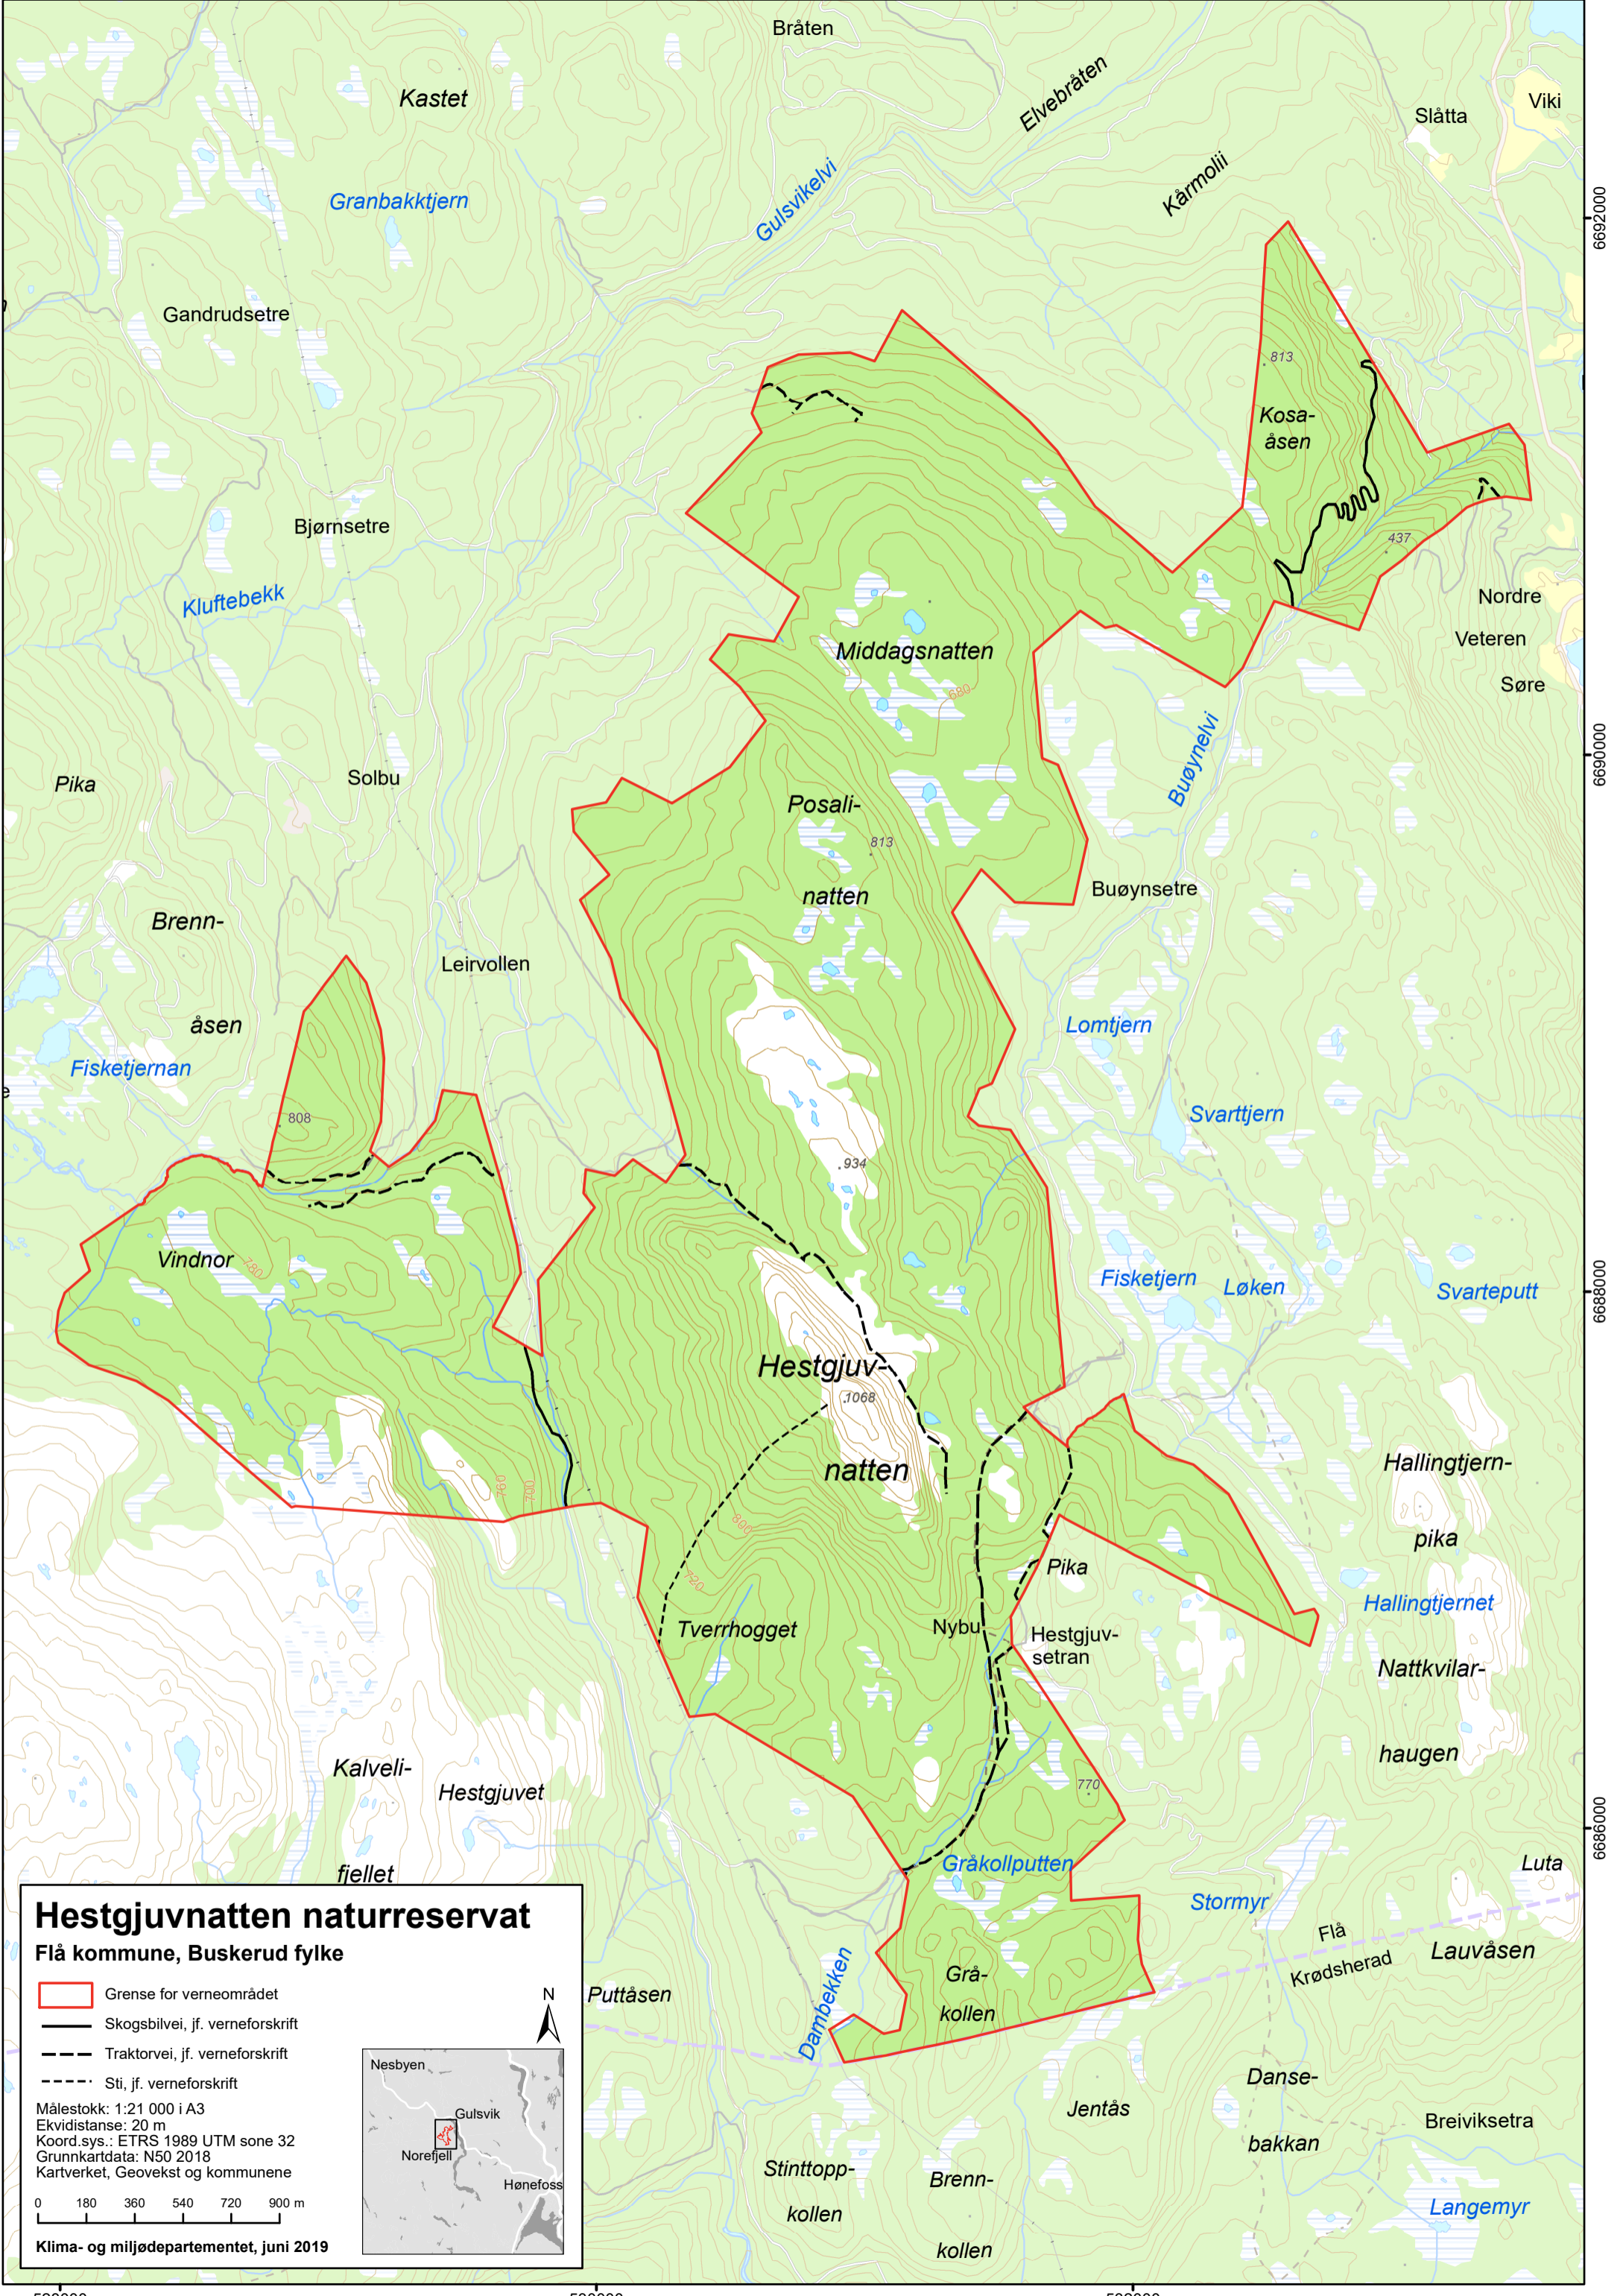 Bråten
Kastet
Elvebråten
Viki
Slåtta
Kårmolii
Granbakktjern
Gulsvikelvi
6692000
Gandrudsetre
813
Kosa-
åsen
Bjørnsetre
437
Kluftebekk
Nordre
Veteren
Søre
Middagsnatten
680
Buøynelvi
6690000
Pika
Solbu
Posali-
813
natten
Buøynsetre
Brenn-
åsen
Leirvollen
Lomtjern
Fisketjernan
808
Svarttjern
934
Vindnor
780
Fisketjern
Løken
Svarteputt
6688000
Hestgjuv-
1068
natten
Hallingtjern-
pika
760
700
800
720
Pika
Hallingtjernet
Tverrhogget
Nybu
Hestgjuv-
setran
Nattkvilar-
haugen
Kalveli-
fjellet
Hestgjuvet
770
6686000
Gråkollputten
Luta
Stormyr
Flå
Krødsherad
Lauvåsen
Grå-
kollen
Puttåsen
Dambekken
Danse-
bakkan
Jentås
Breiviksetra
Stinttopp-
kollen
Brenn-
kollen
Langemyr
Hestgjuvnatten naturreservat
Flå kommune, Buskerud fylke
Grense for verneområdet
Skogsbilvei, jf. verneforskrift
Traktorvei, jf. verneforskrift
Sti, jf. verneforskrift
N
Målestokk: 1:21 000 i A3
Ekvidistanse: 20 m
Koord.sys.: ETRS 1989 UTM sone 32
Grunnkartdata: N50 2018
Kartverket, Geovekst og kommunene
0 180 360 540 720 900 m
Klima- og miljødepartementet, juni 2019
Nesbyen
Gulsvik
Norefjell
Hønefoss